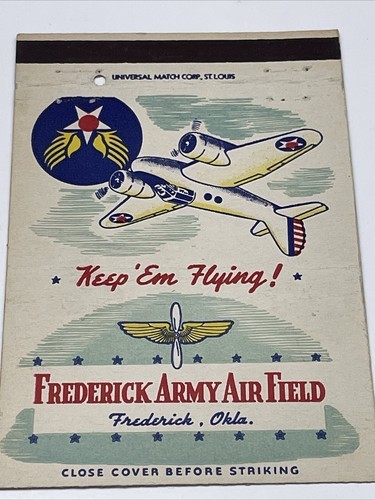 UNIVERSAL MATCH CORP., ST. LOUIS
Keep 'Em Flying!
FREDERICK ARMY AIR FIELD
Frederick, Okla.
CLOSE COVER BEFORE STRIKING